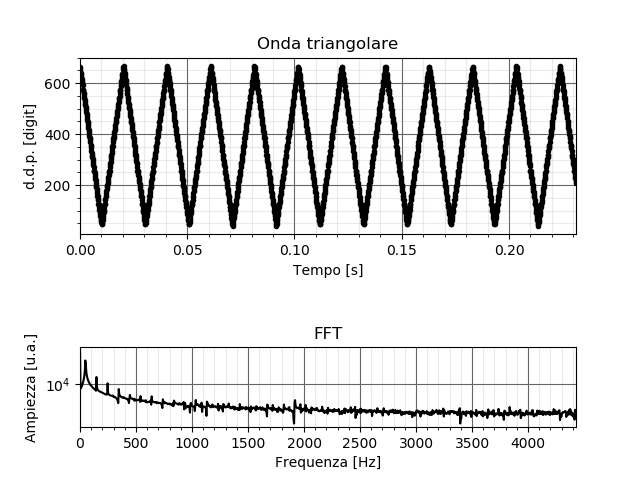 Onda triangolare
d.d.p. [digit]
600
400
200
0.00 0.05 0.10 0.15 0.20
Tempo [s]
FFT
Ampiezza [u.a.]
10^4
0 500 1000 1500 2000 2500 3000 3500 4000
Frequenza [Hz]